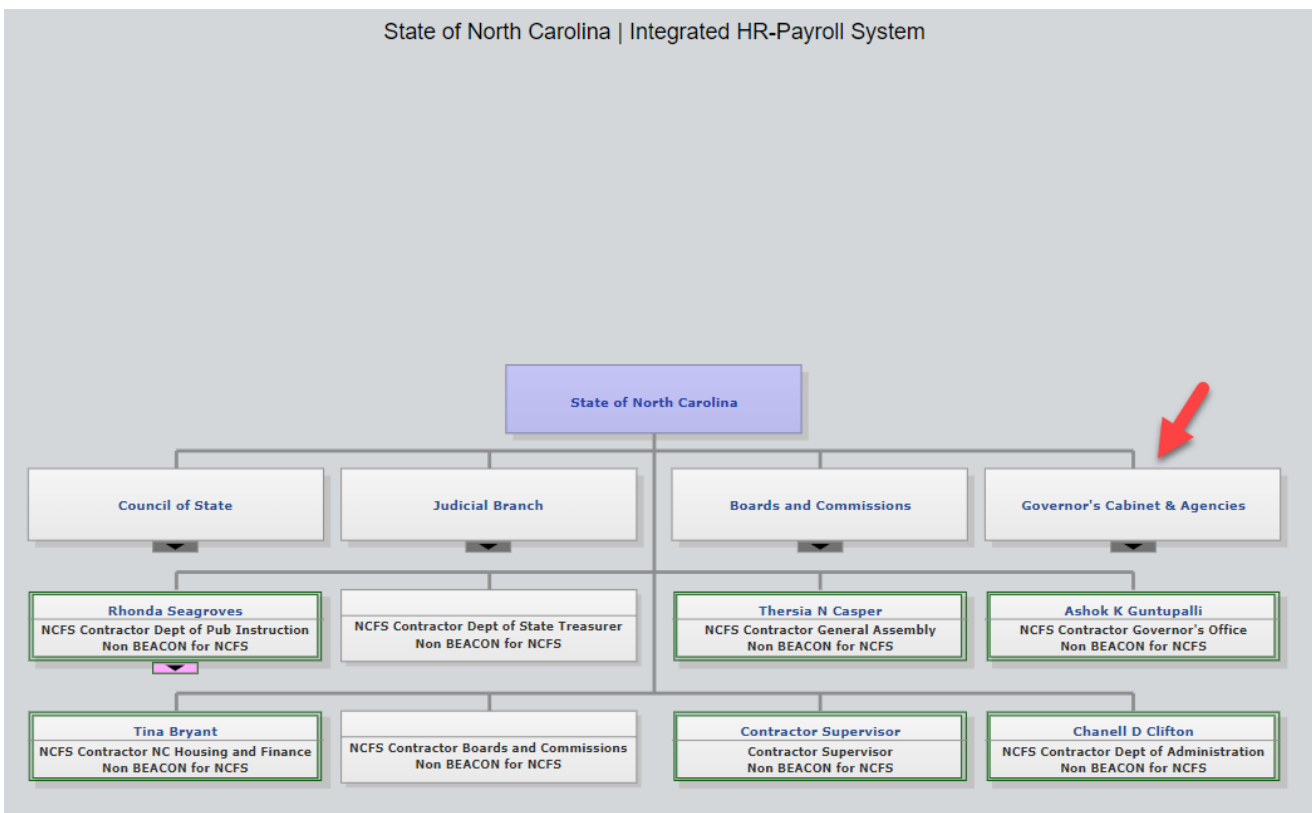 State of North Carolina | Integrated HR-Payroll System
State of North Carolina
Council of State
Judicial Branch
Boards and Commissions
Governor's Cabinet & Agencies
Rhonda Seagroves
NCFS Contractor Dept of Pub Instruction
Non BEACON for NCFS
NCFS Contractor Dept of State Treasurer
Non BEACON for NCFS
Thersia N Casper
NCFS Contractor General Assembly
Non BEACON for NCFS
Ashok K Guntupalli
NCFS Contractor Governor's Office
Non BEACON for NCFS
Tina Bryant
NCFS Contractor NC Housing and Finance
Non BEACON for NCFS
NCFS Contractor Boards and Commissions
Non BEACON for NCFS
Contractor Supervisor
Contractor Supervisor
Non BEACON for NCFS
Chanell D Clifton
NCFS Contractor Dept of Administration
Non BEACON for NCFS